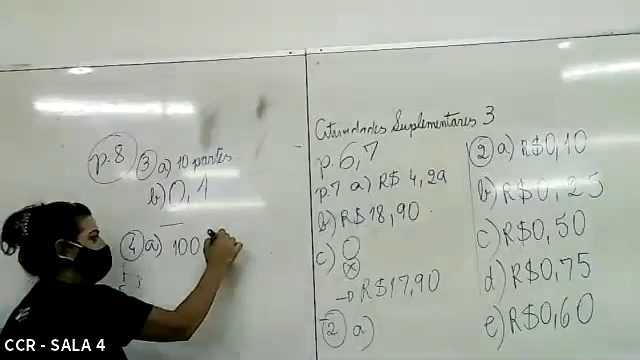 p.8
③ a) 10 partes.
b) 0,1
④ a) 100
Atividades Suplementares 3
p.6,7
p.7 a) R$ 4,29
b) R$ 18,90
c)
→ R$17,90
② a)
② a) R$0,10
b) R$0,25
c) R$0,50
d) R$0,75
e) R$0,60
CCR - SALA 4